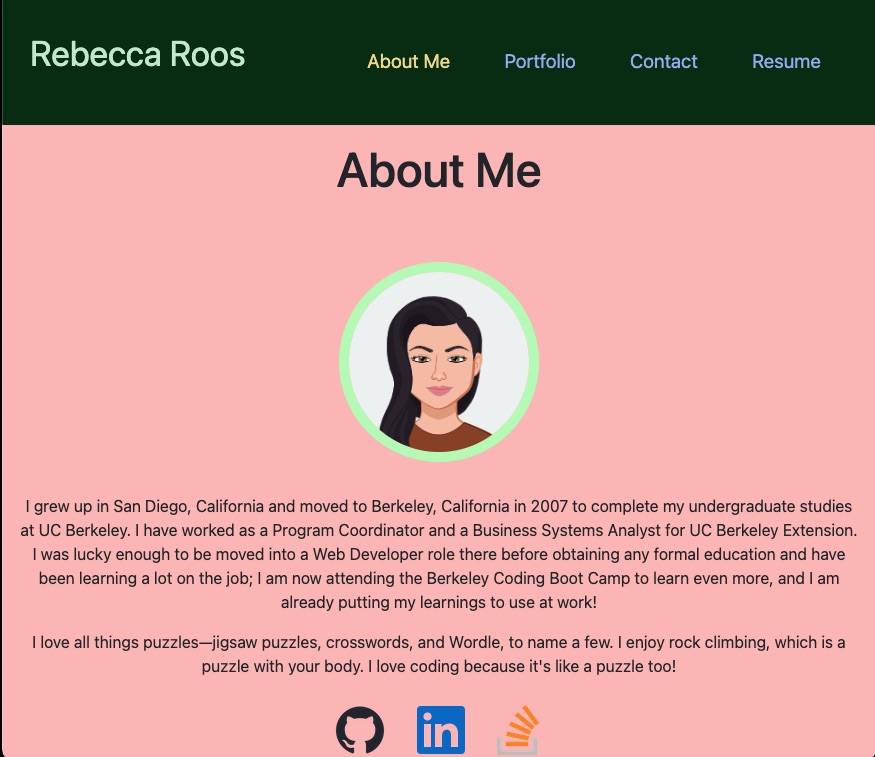 Rebecca Roos
About Me
Portfolio
Contact
Resume
About Me
I grew up in San Diego, California and moved to Berkeley, California in 2007 to complete my undergraduate studies
at UC Berkeley. I have worked as a Program Coordinator and a Business Systems Analyst for UC Berkeley Extension.
I was lucky enough to be moved into a Web Developer role there before obtaining any formal education and have
been learning a lot on the job; I am now attending the Berkeley Coding Boot Camp to learn even more, and I am
already putting my learnings to use at work!
I love all things puzzles—jigsaw puzzles, crosswords, and Wordle, to name a few. I enjoy rock climbing, which is a
puzzle with your body. I love coding because it's like a puzzle too!
in